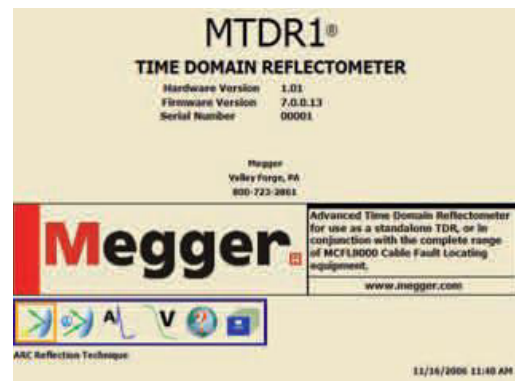 MTDR1®
TIME DOMAIN REFLECTOMETER
Hardware Version 1.01
Firmware Version 7.0.0.13
Serial Number 00001
Megger
Valley Forge, PA
800-723-2861
Megger®
Advanced Time Domain Reflectometer
for use as a standalone TDR, or in
conjunction with the complete range
of MCFL8000 Cable Fault Locating
equipment.
www.megger.com
A V ?
ARC Reflection Technique
11/16/2006 11:40 AM